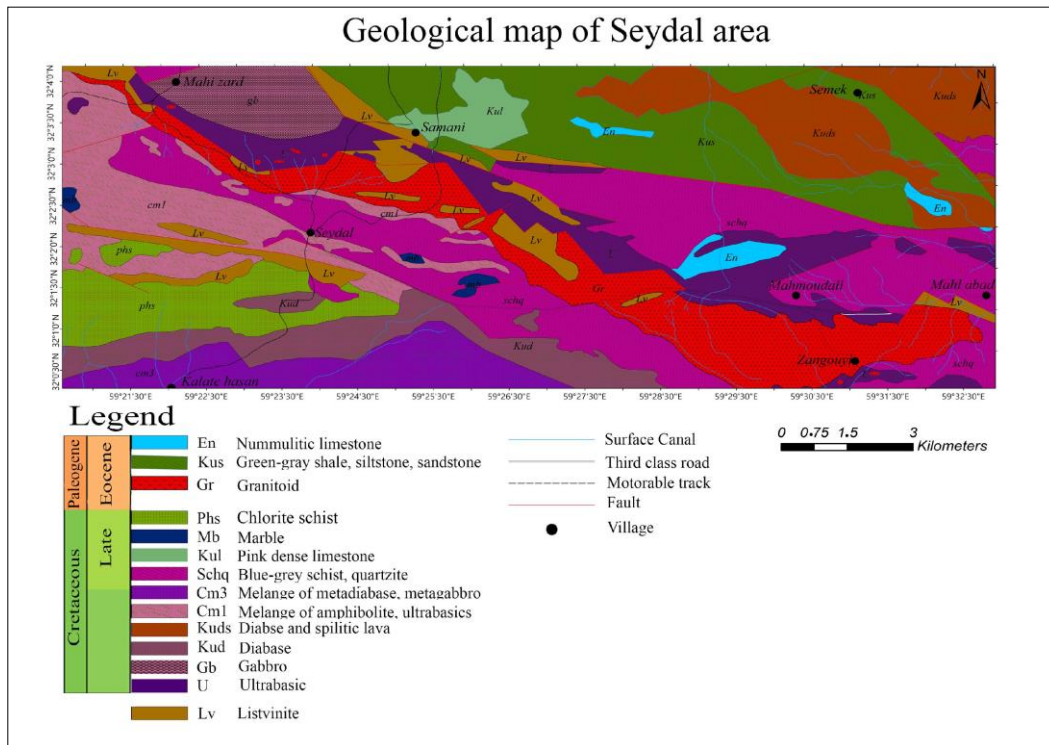 Geological map of Seydal area
N
32°4'0"N
32°3'30"N
32°3'0"N
32°2'30"N
32°2'0"N
32°1'30"N
32°1'0"N
32°0'30"N
Lv
Mahi zard
gb
Lv
Samani
Kul
Semek
Kus
Kuds
En
Kuds
Kus
Lv
Lv
Lv
Lv
cm1
Lv
Lv
cm1
Lv
Lv
schq
En
Seydal
phs
Lv
Lv
Lv
En
phs
Kud
schq
Gr
Lv
Mahmoudati
Mahl abad
Lv
Kud
Zangouyi
schq
cm3
Kalate hasan
59°21'30"E 59°22'30"E 59°23'30"E 59°24'30"E 59°25'30"E 59°26'30"E 59°27'30"E 59°28'30"E 59°29'30"E 59°30'30"E 59°31'30"E 59°32'30"E
Legend
Paleogene
Eocene
Cretaceous
Late
En Nummulitic limestone
Kus Green-gray shale, siltstone, sandstone
Gr Granitoid
Phs Chlorite schist
Mb Marble
Kul Pink dense limestone
Schq Blue-grey schist, quartzite
Cm3 Melange of metadiabase, metagabbro
Cm1 Melange of amphibolite, ultrabasics
Kuds Diabse and spilitic lava
Kud Diabase
Gb Gabbro
U Ultrabasic
Lv Listvinite
Surface Canal
Third class road
Motorable track
Fault
Village
0 0.75 1.5 3
Kilometers